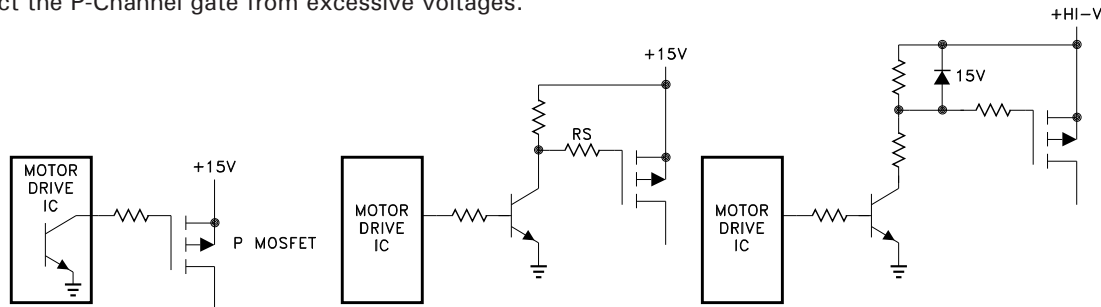 ct the P-Channel gate from excessive voltages.
+HI-V
+15V
15V
RS
MOTOR
DRIVE
IC
+15V
P MOSFET
MOTOR
DRIVE
IC
MOTOR
DRIVE
IC